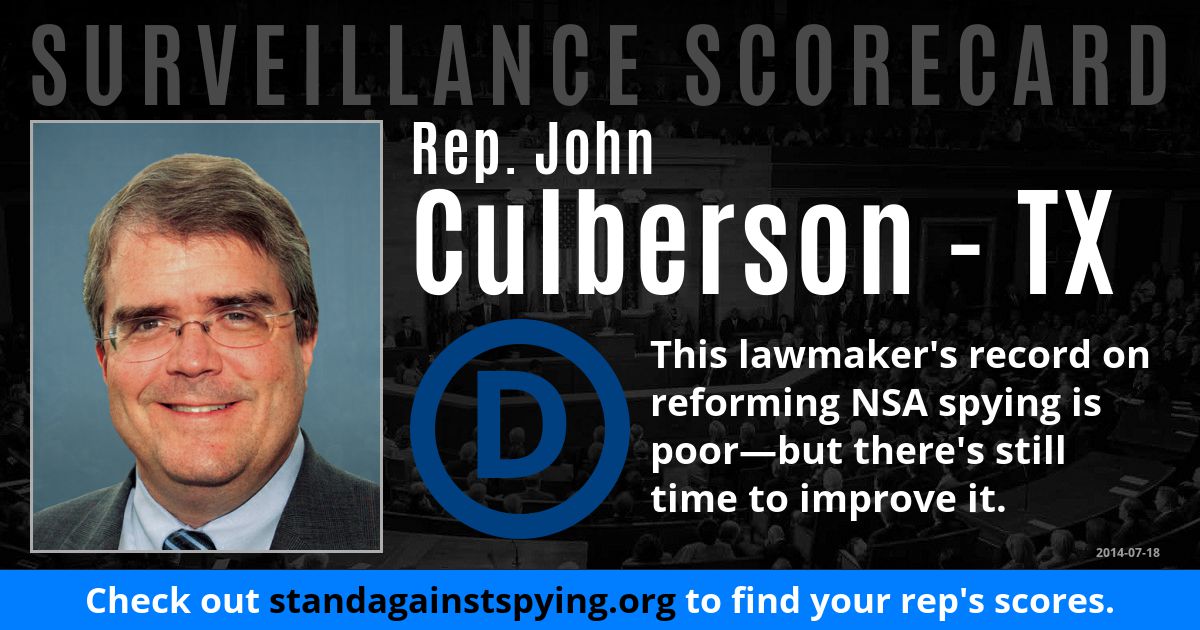 SURVEILLANCE SCORECARD
Rep. John
Culberson - TX
D
This lawmaker's record on
reforming NSA spying is
poor—but there's still
time to improve it.
2014-07-18
Check out standagainstspying.org to find your rep's scores.